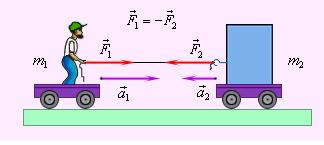 F⃗₁ = −F⃗₂
m₁ F⃗₁ F⃗₂ m₂
a⃗₁ a⃗₂